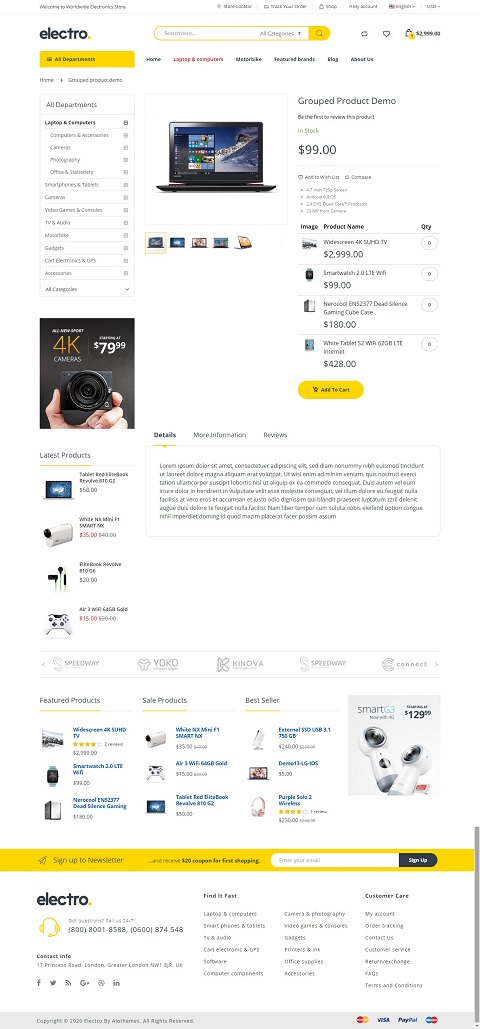 Welcome to Worldwide Electronics Store
Store Locator
Track Your Order
Shop
My account
English
USD
electro.
Search here...
All Categories
$2,999.00
All Departments
Home
Laptop & computers
Motorbike
Featured brands
Blog
About Us
Home > Grouped product demo
All Departments
Laptop & Computers
Computers & Accessories
Cameras
Photography
Office & Stationery
Smartphones & Tablets
Cameras
Video Games & Consoles
TV & Audio
Motorbike
Gadgets
Cart Electronics & GPS
Accessories
All Categories
Grouped Product Demo
Be the first to review this product
In Stock
$99.00
Add to Wish List
Compare
4.7 inch 720p Screen
Android 6.0 OS
2.4 GHz Quad Core™ Processor
23 MP front Camera
Image Product Name Qty
Widescreen 4K SUHD TV
0
$2,999.00
Smartwatch 2.0 LTE Wifi
0
$99.00
Nerocool EN52377 Dead Silence
Gaming Cube Case
0
$180.00
White Tablet S2 WiFi 62GB LTE
Internet
0
$428.00
Add To Cart
ALL-NEW SPORT
4K
CAMERAS
STARTING AT
$79.99
Details
More Information
Reviews
Lorem ipsum dolor sit amet, consectetuer adipiscing elit, sed diam nonummy nibh euismod tincidunt
ut laoreet dolore magna aliquam erat volutpat. Ut wisi enim ad minim veniam, quis nostrud exerci
tation ullamcorper suscipit lobortis nisl ut aliquip ex ea commodo consequat. Duis autem vel eum
iriure dolor in hendrerit in vulputate velit esse molestie consequat, vel illum dolore eu feugiat nulla
facilisis at vero eros et accumsan et iusto odio dignissim qui blandit praesent luptatum zzril delenit
augue duis dolore te feugait nulla facilisi. Nam liber tempor cum soluta nobis eleifend option congue
nihil imperdiet doming id quod mazim placerat facer possim assum
Latest Products
Tablet Red EliteBook
Revolve 810 G2
$50.00
White NX Mini F1
SMART NX
$35.00 $40.00
EliteBook Revolve
810 G6
$20.00
Air 3 WiFi 64GB Gold
$15.00 $20.00
SPEEDWAY
YOKO
KINOVA
SPEEDWAY
connect
Featured Products
Widescreen 4K SUHD
TV
2 reviews
$2,999.00
Smartwatch 2.0 LTE
Wifi
$99.00
Nerocool EN52377
Dead Silence Gaming
$180.00
Sale Products
White NX Mini F1
SMART NX
$35.00 $40.00
Air 3 WiFi 64GB Gold
$15.00 $20.00
Tablet Red EliteBook
Revolve 810 G2
$50.00
Best Seller
External SSD USB 3.1
750 GB
$240.00
Demo13-LG-IOS
$5.00
Purple Solo 2
Wireless
1 review
$230.00
smartG3
Now with 4G
STARTING AT
$129.99
Sign up to Newsletter
...and receive $20 coupon for first shopping.
Enter your email
Sign Up
electro.
Got questions? Call us 24/7!
(800) 8001-8588, (0600) 874 548
Contact info
17 Princess Road, London, Greater London NW1 8JR, UK
Find It Fast
Laptop & computers
Smart phones & tablets
Tv & audio
Cart electronic & GPS
Software
Computer components
Camera & photography
Video games & consoles
Gadgets
Printers & ink
Office supplies
Accessories
Customer Care
My account
Order tracking
Contact Us
Customer service
Return/exchange
FAQs
Terms and Conditions
Copyright © 2020 Electro By Alothemes. All Rights Reserved.
VISA
PayPal